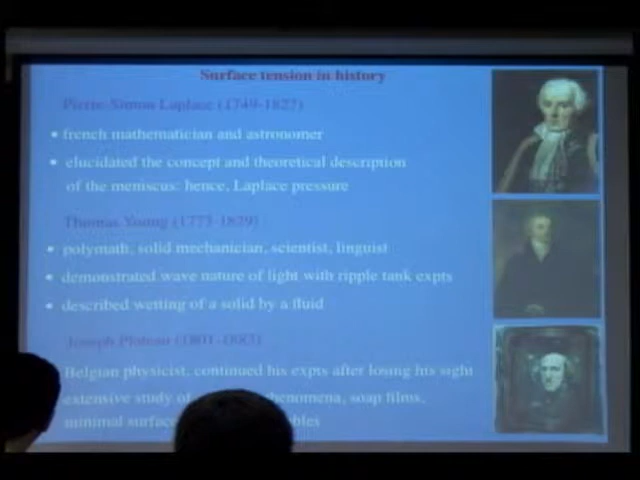 Surface tension in history
Pierre-Simon Laplace (1749-1827)
• french mathematician and astronomer
• elucidated the concept and theoretical description
of the meniscus: hence, Laplace pressure
Thomas Young (1773-1829)
• polymath, solid mechanician, scientist, linguist
• demonstrated wave nature of light with ripple tank expts
• described wetting of a solid by a fluid
Joseph Plateau (1801-1883)
Belgian physicist, continued his expts after losing his sight
extensive study of phenomena, soap films,
minimal